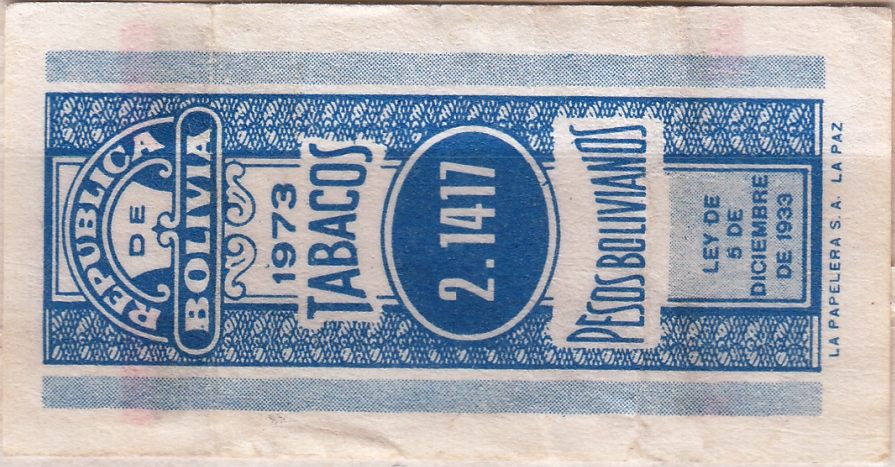 REPUBLICA
DE
BOLIVIA
1973
TABACOS
2.1417
PESOS BOLIVIANOS
LEY DE
5 DE
DICIEMBRE
DE 1933
LA PAPELERA S. A. LA PAZ